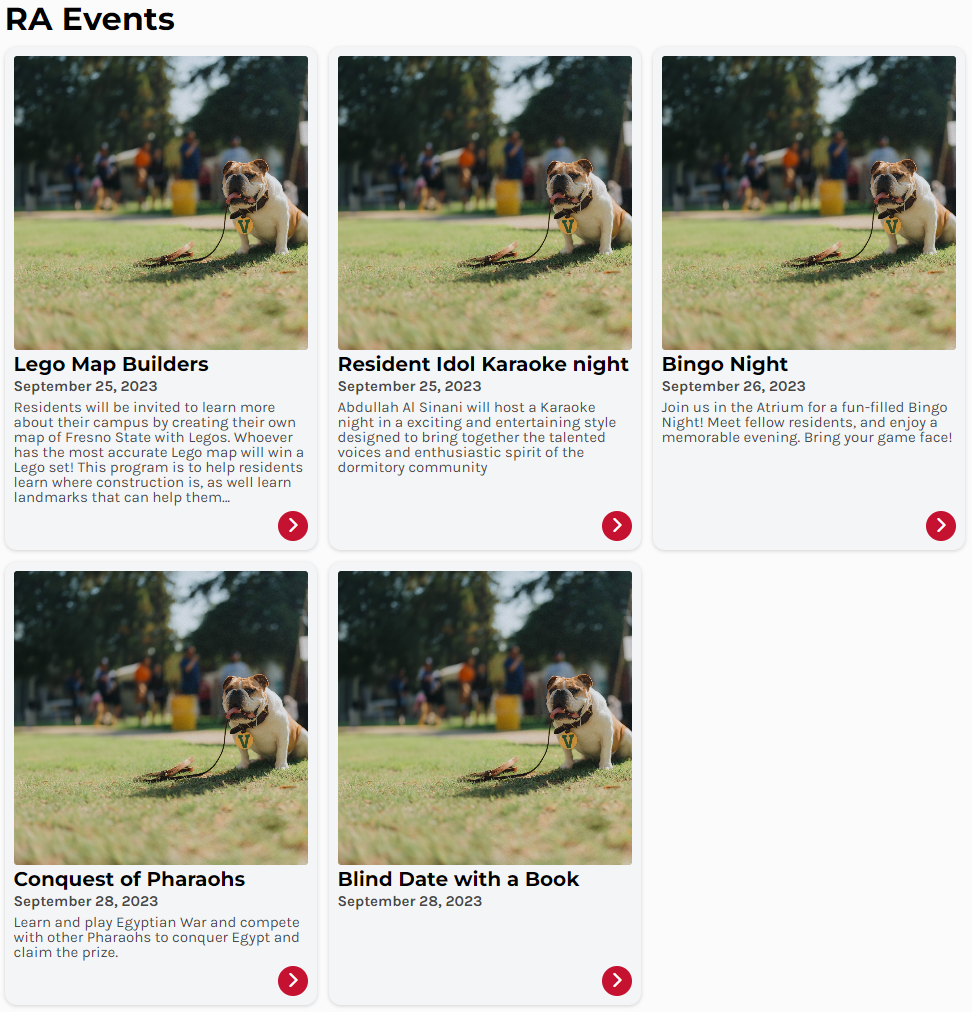 RA Events
Lego Map Builders
September 25, 2023
Residents will be invited to learn more
about their campus by creating their own
map of Fresno State with Legos. Whoever
has the most accurate Lego map will win a
Lego set! This program is to help residents
learn where construction is, as well learn
landmarks that can help them...
Resident Idol Karaoke night
September 25, 2023
Abdullah Al Sinani will host a Karaoke
night in a exciting and entertaining style
designed to bring together the talented
voices and enthusiastic spirit of the
dormitory community
Bingo Night
September 26, 2023
Join us in the Atrium for a fun-filled Bingo
Night! Meet fellow residents, and enjoy a
memorable evening. Bring your game face!
Conquest of Pharaohs
September 28, 2023
Learn and play Egyptian War and compete
with other Pharaohs to conquer Egypt and
claim the prize.
Blind Date with a Book
September 28, 2023
V
V
V
V
V